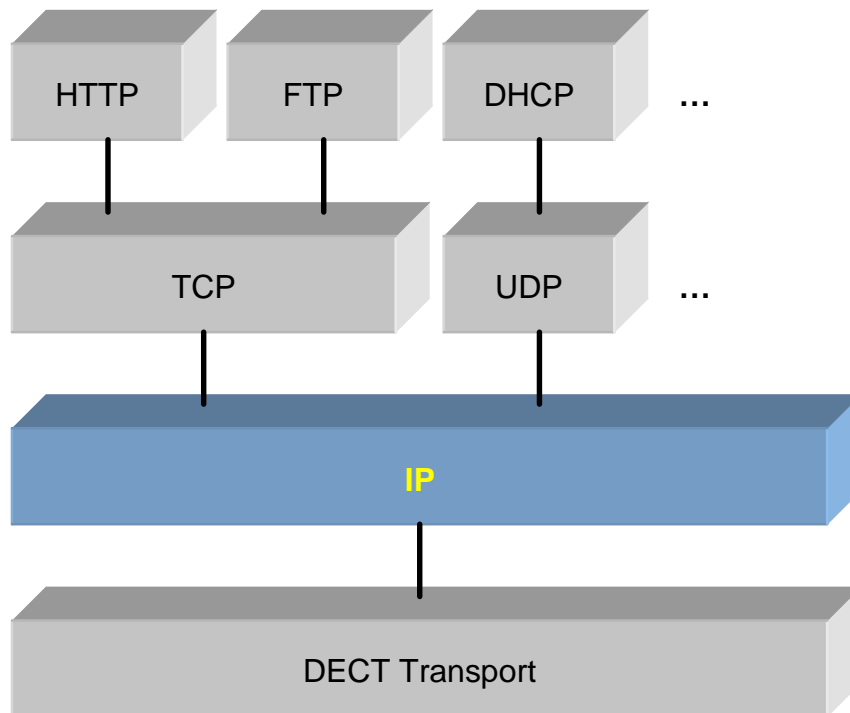 HTTP FTP DHCP ...
TCP UDP ...
IP
DECT Transport